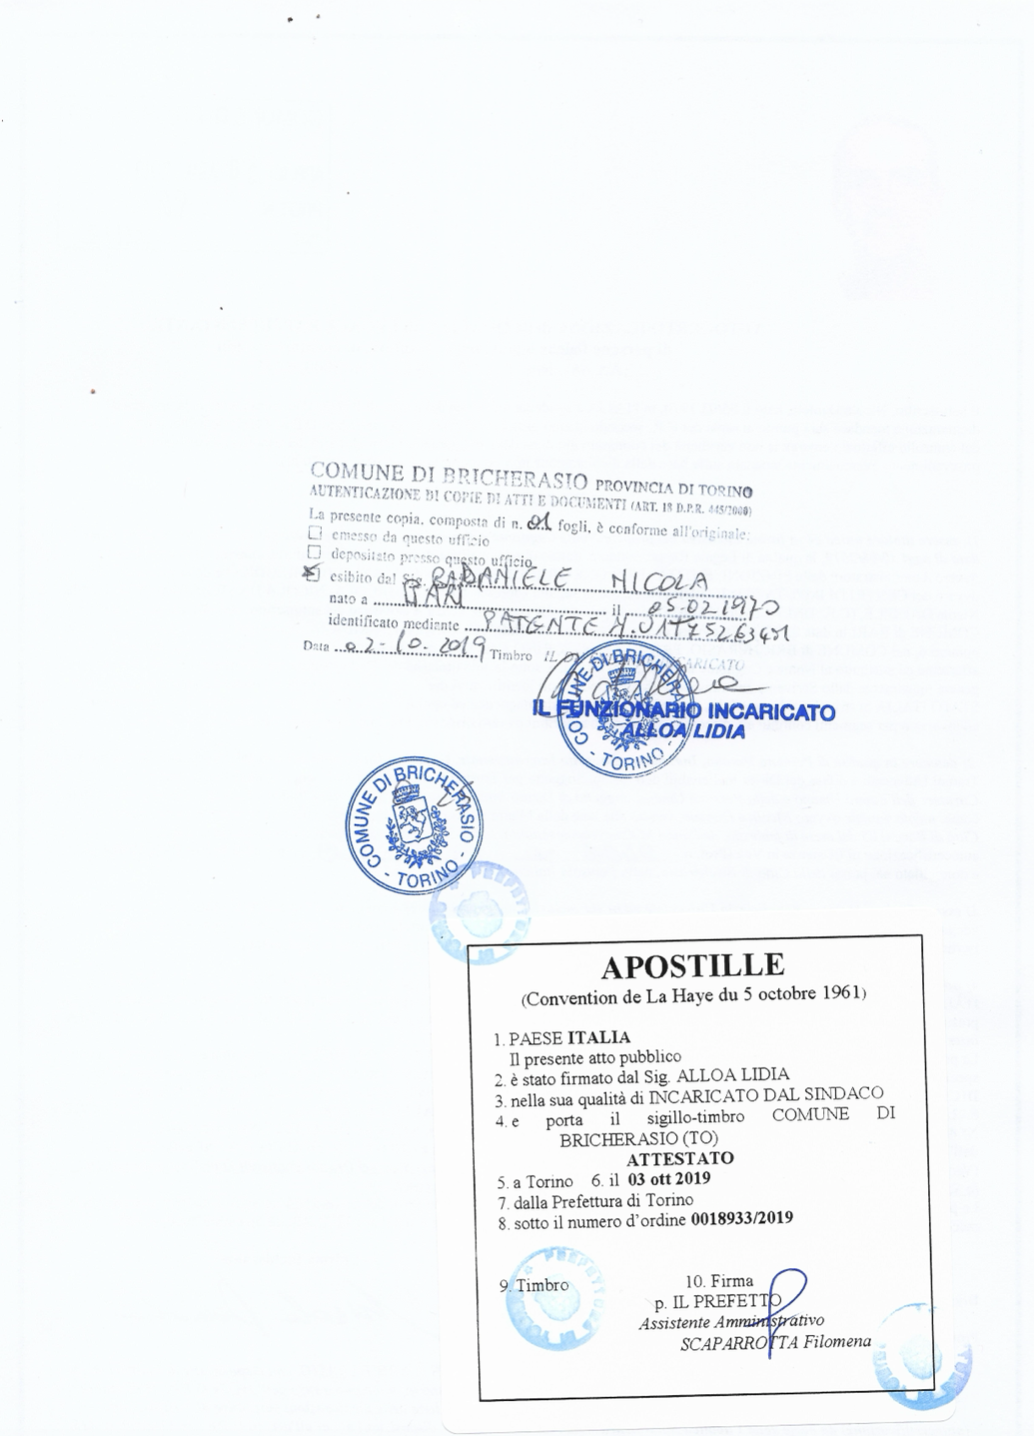 COMUNE DI BRICHERASIO PROVINCIA DI TORINO
AUTENTICAZIONE DI COPIE DI ATTI E DOCUMENTI (ART. 18 D.P.R. 445/2000)
La presente copia, composta di n. 01 fogli, è conforme all'originale:
emesso da questo ufficio
depositato presso questo ufficio
esibito dal Sig. RADANIELE NICOLA
nato a BARI il 05-02 1970
identificato mediante PATENTE
Data 02-10-2019 Timbro IL INCARICATO
COMUNE DI BRICHERASIO - TORINO -
IL FUNZIONARIO INCARICATO
ALLOA LIDIA
COMUNE DI BRICHERASIO - TORINO -
APOSTILLE
(Convention de La Haye du 5 octobre 1961)
1. PAESE ITALIA
Il presente atto pubblico
2. è stato firmato dal Sig. ALLOA LIDIA
3. nella sua qualità di INCARICATO DAL SINDACO
4. e porta il sigillo-timbro COMUNE DI
BRICHERASIO (TO)
ATTESTATO
5. a Torino 6. il 03 ott 2019
7. dalla Prefettura di Torino
8. sotto il numero d'ordine 0018933/2019
9. Timbro 10. Firma
p. IL PREFETTO
Assistente Amministrativo
SCAPARROTTA Filomena